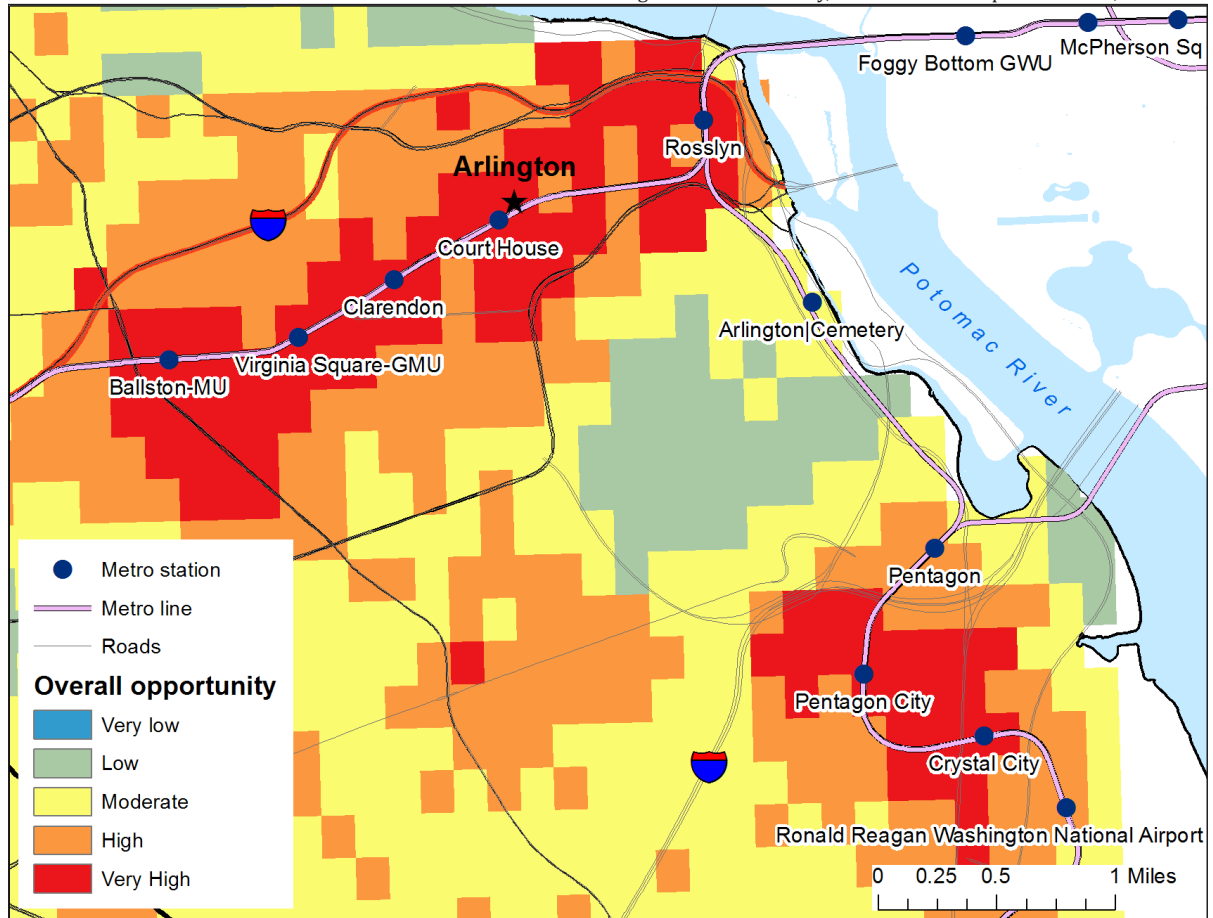 McPherson Sq
Foggy Bottom GWU
Rosslyn
Arlington
Court House
Clarendon
Potomac River
Arlington|Cemetery
Virginia Square-GMU
Ballston-MU
Pentagon
Pentagon City
Crystal City
Ronald Reagan Washington National Airport
Metro station
Metro line
Roads
Overall opportunity
Very low
Low
Moderate
High
Very High
0 0.25 0.5 1 Miles